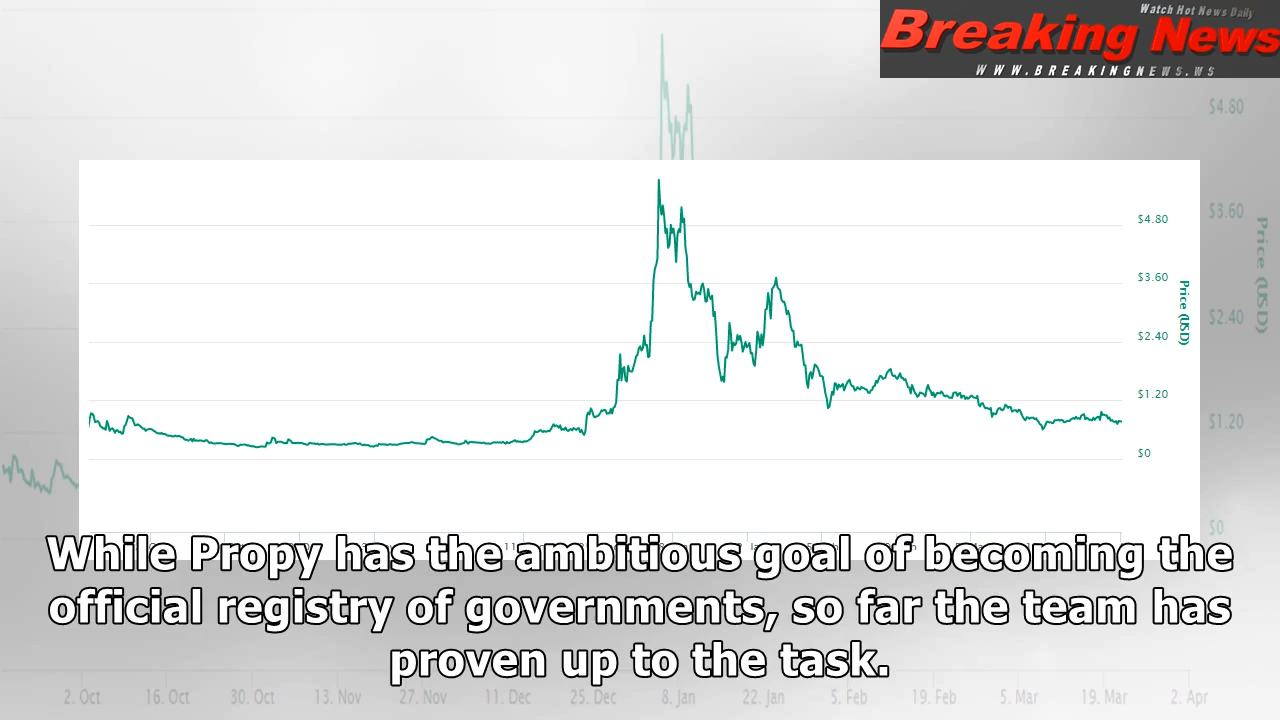 Watch Hot News Daily
Breaking News
WWW.BREAKINGNEWS.WS
$4.80
$3.60
$2.40
$1.20
$0
Price (USD)
$4.80
$3.60
$2.40
$1.20
$0
Price (USD)
While Propy has the ambitious goal of becoming the
official registry of governments, so far the team has
proven up to the task.
2. Oct 16. Oct 30. Oct 13. Nov 27. Nov 11. Dec 25. Dec 8. Jan 22. Jan 5. Feb 19. Feb 5. Mar 19. Mar 2. Apr